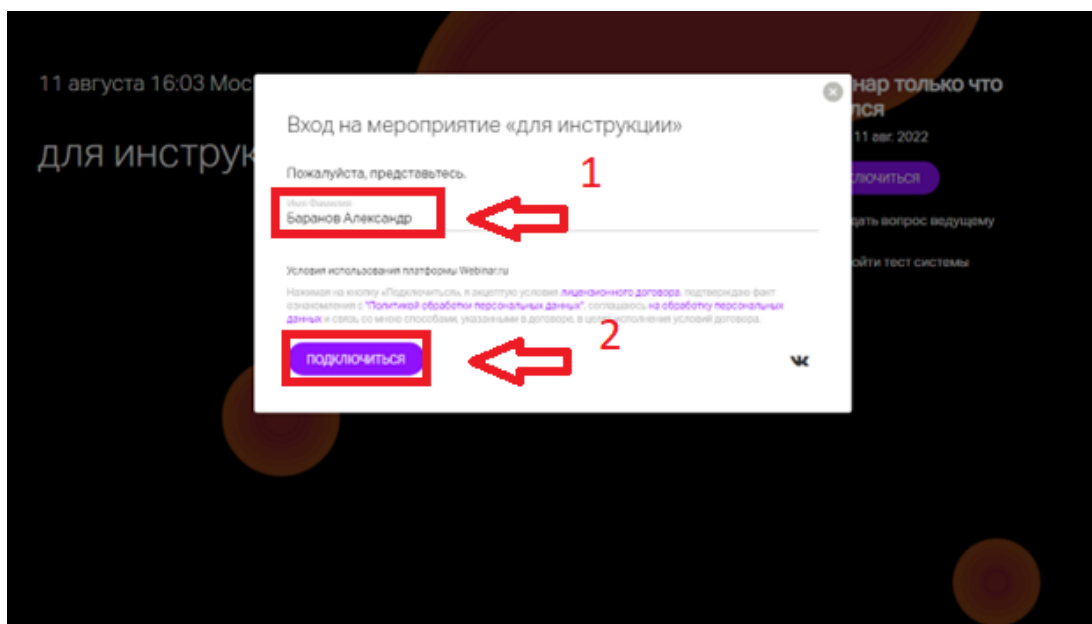 11 августа 16:03 Мос
для инструк
Вход на мероприятие «для инструкции»
Пожалуйста, представьтесь.
1
Имя Фамилия
Баранов Александр
Условия использования платформы Webinar.ru
Нажимая на кнопку «Подключиться», я акцептую условия лицензионного договора, подтверждаю факт
ознакомления с "Политикой обработки персональных данных", соглашаюсь на обработку персональных
данных и связь со мною способами, указанными в договоре, в целях исполнения условий договора.
2
ПОДКЛЮЧИТЬСЯ
нар только что
лся
11 авг. 2022
КЛЮЧИТЬСЯ
дать вопрос ведущему
ойти тест системы